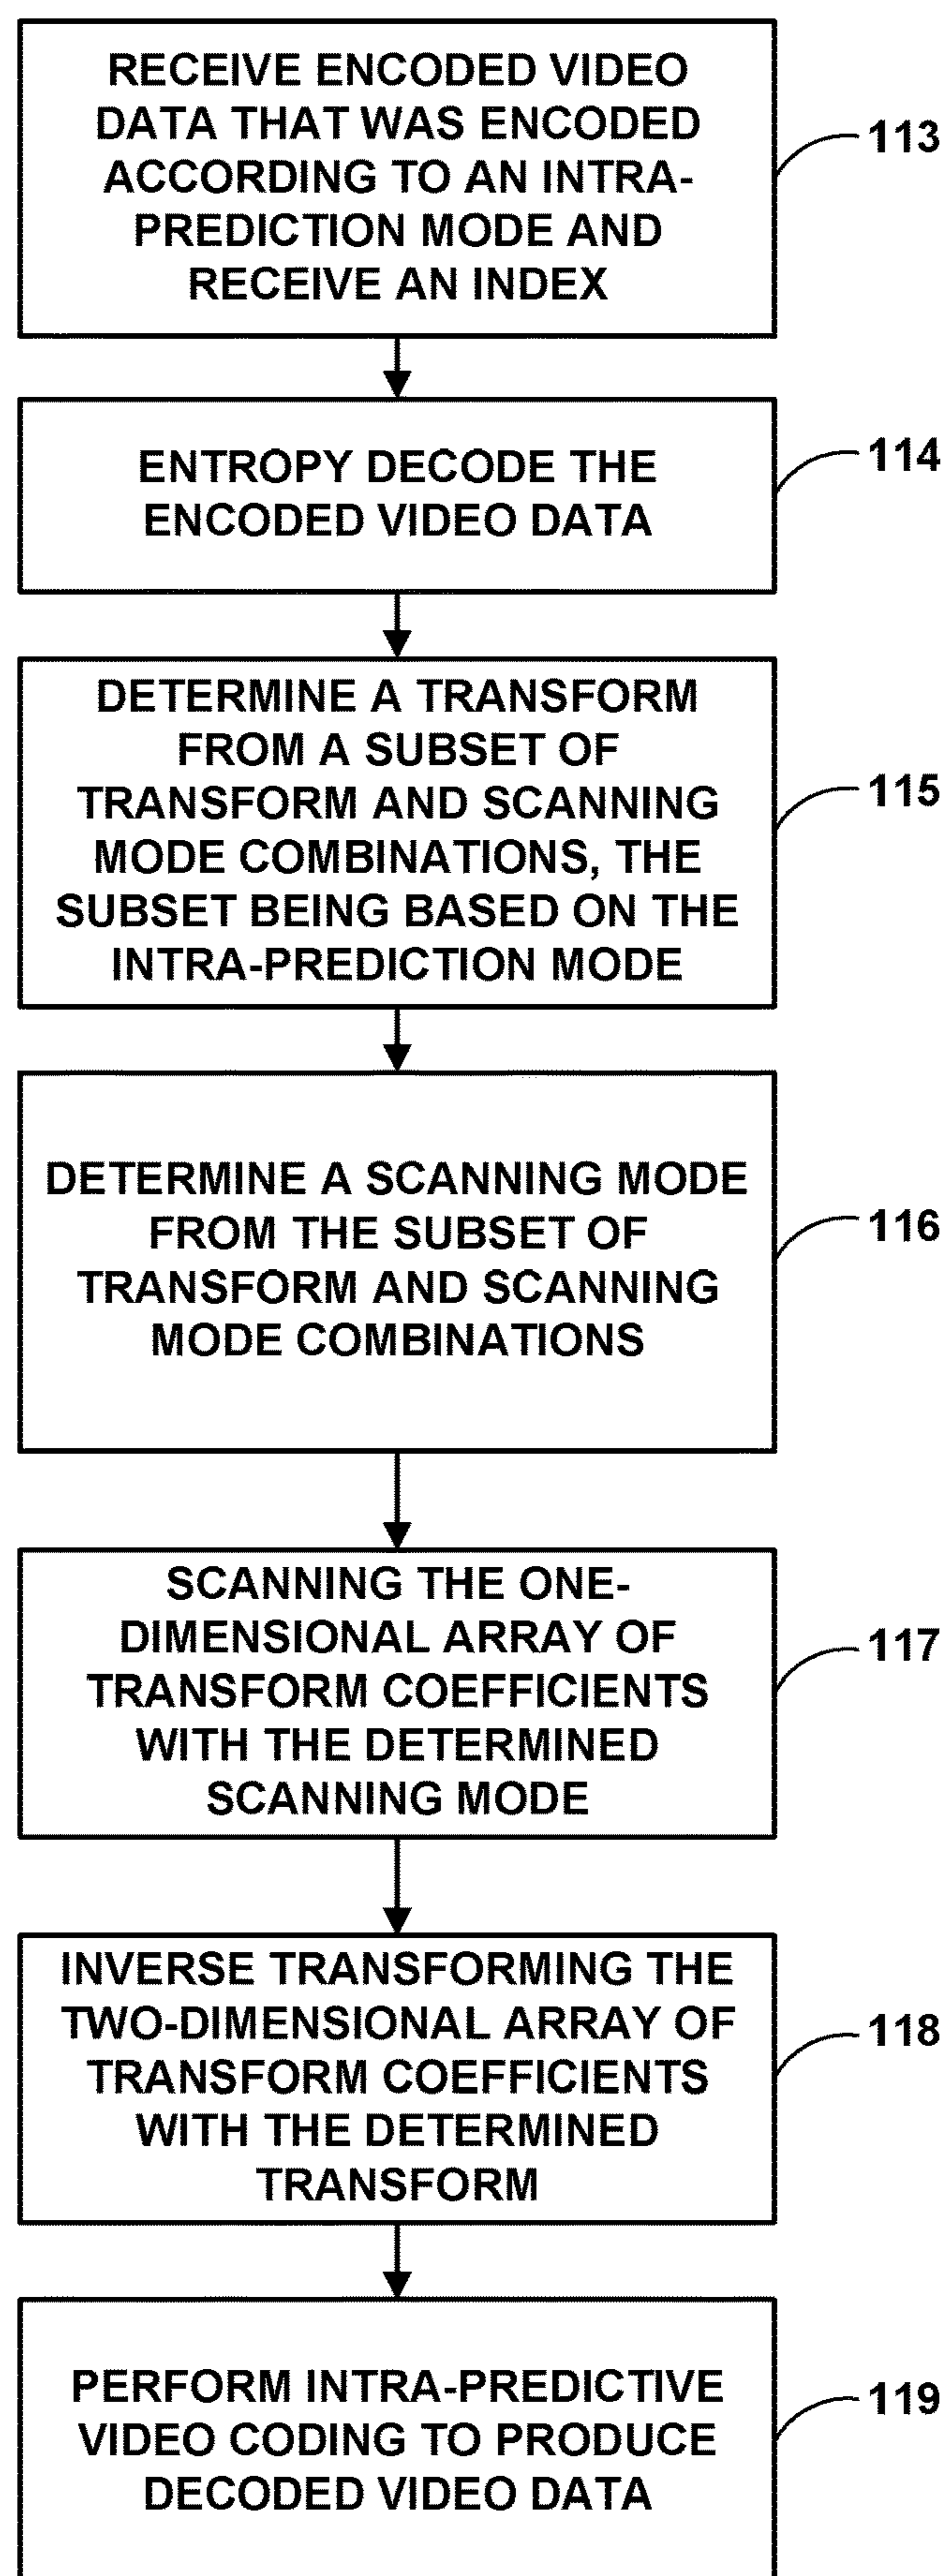 RECEIVE ENCODED VIDEO
DATA THAT WAS ENCODED
ACCORDING TO AN INTRA-
PREDICTION MODE AND
RECEIVE AN INDEX
113
ENTROPY DECODE THE
ENCODED VIDEO DATA
114
DETERMINE A TRANSFORM
FROM A SUBSET OF
TRANSFORM AND SCANNING
MODE COMBINATIONS, THE
SUBSET BEING BASED ON THE
INTRA-PREDICTION MODE
115
DETERMINE A SCANNING MODE
FROM THE SUBSET OF
TRANSFORM AND SCANNING
MODE COMBINATIONS
116
SCANNING THE ONE-
DIMENSIONAL ARRAY OF
TRANSFORM COEFFICIENTS
WITH THE DETERMINED
SCANNING MODE
117
INVERSE TRANSFORMING THE
TWO-DIMENSIONAL ARRAY OF
TRANSFORM COEFFICIENTS
WITH THE DETERMINED
TRANSFORM
118
PERFORM INTRA-PREDICTIVE
VIDEO CODING TO PRODUCE
DECODED VIDEO DATA
119